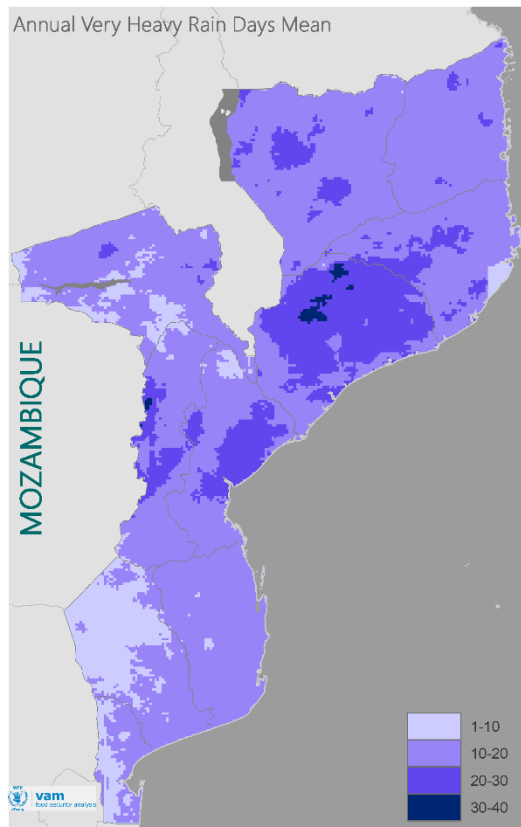 Annual Very Heavy Rain Days Mean
MOZAMBIQUE
1-10
10-20
20-30
30-40
WFP
vam
food security analysis